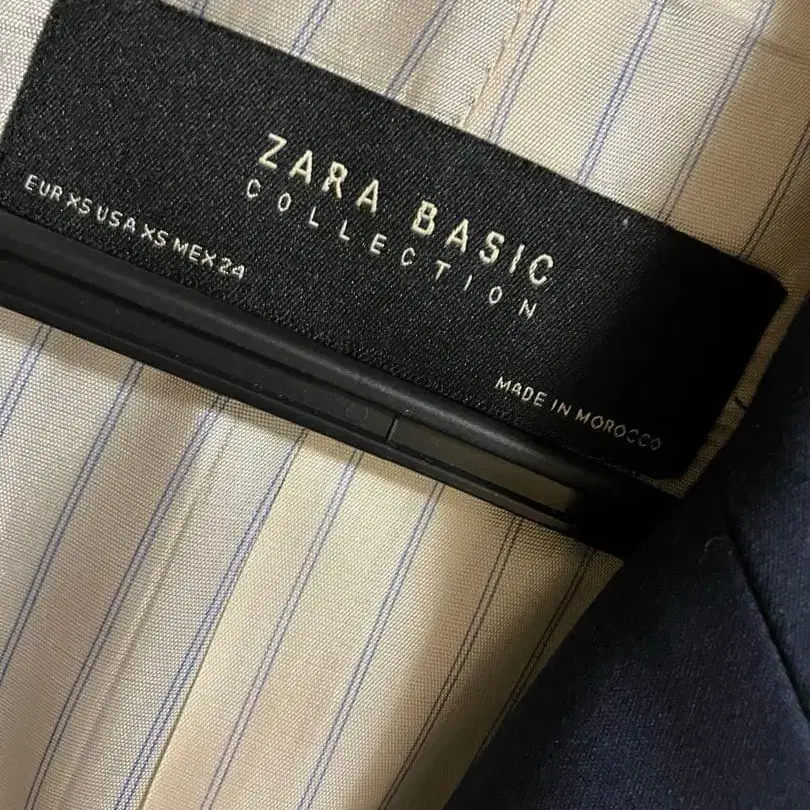 ZARA BASIC
COLLECTION
EUR XS USA XS MEX 24
MADE IN MOROCCO